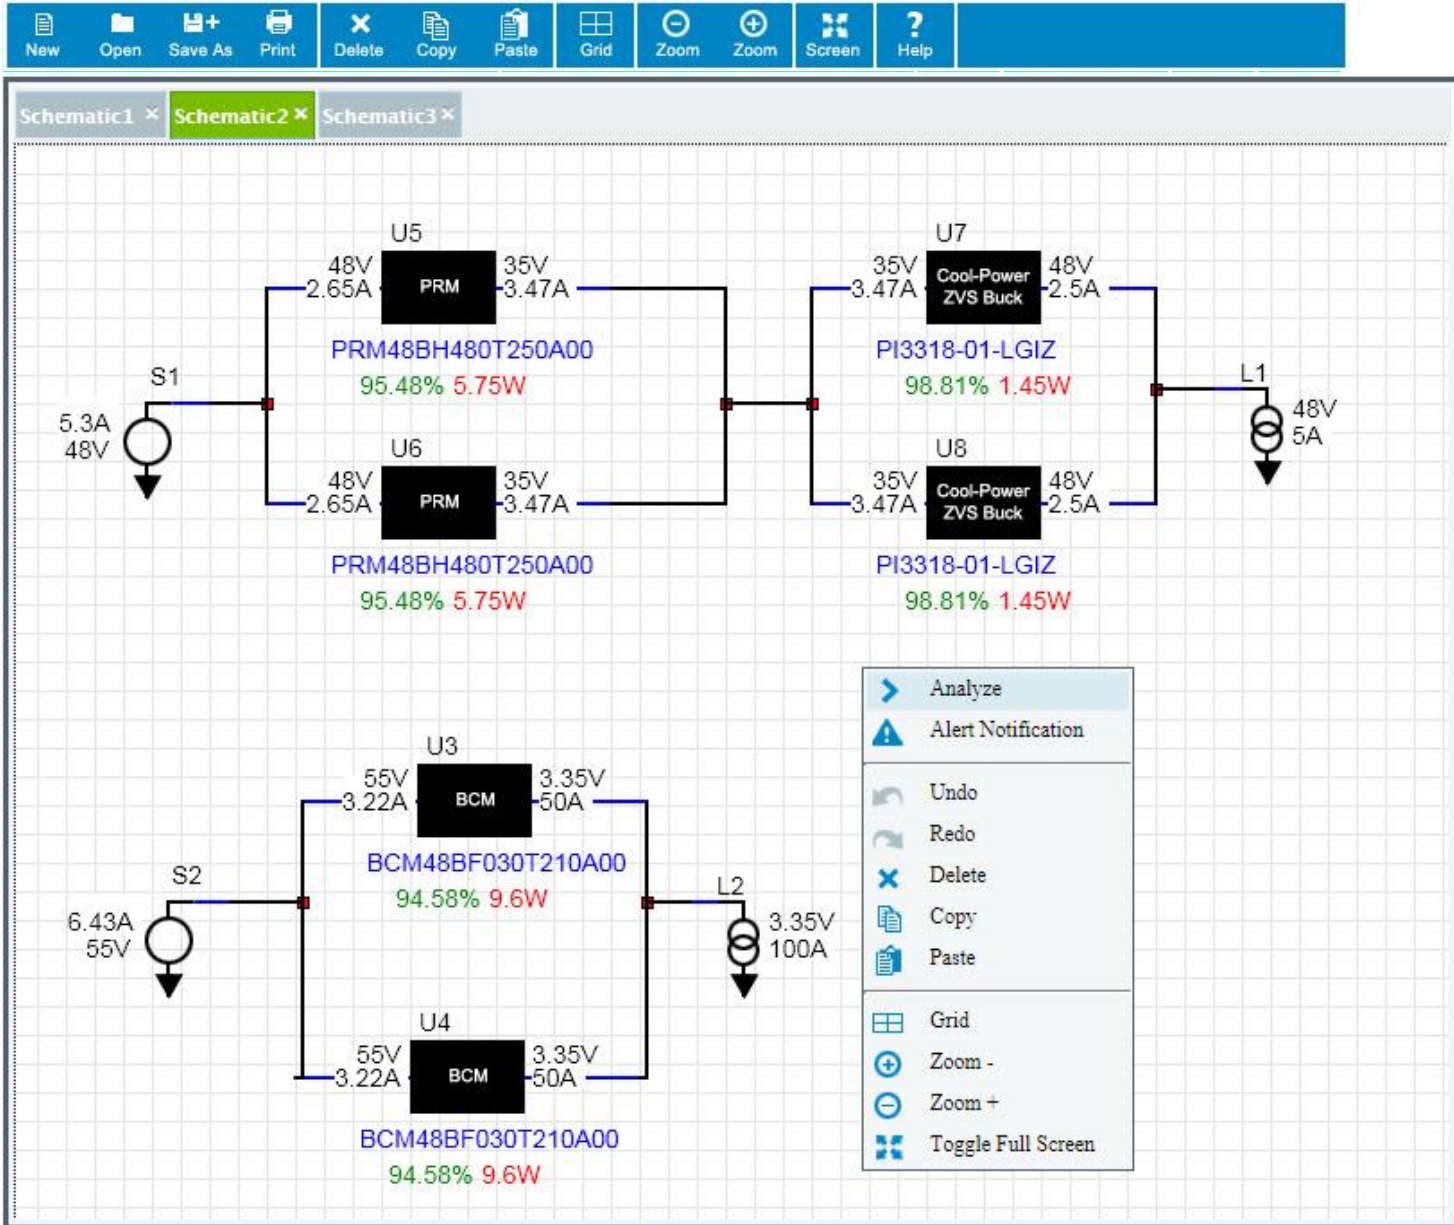 New Open Save As Print Delete Copy Paste Grid Zoom Zoom Screen Help
Schematic1 × Schematic2 × Schematic3 ×
U5
48V
2.65A
PRM
35V
3.47A
PRM48BH480T250A00
95.48% 5.75W
U7
35V
3.47A
Cool-Power
ZVS Buck
48V
2.5A
PI3318-01-LGIZ
98.81% 1.45W
S1
5.3A
48V
L1
48V
5A
U6
48V
2.65A
PRM
35V
3.47A
PRM48BH480T250A00
95.48% 5.75W
U8
35V
3.47A
Cool-Power
ZVS Buck
48V
2.5A
PI3318-01-LGIZ
98.81% 1.45W
U3
55V
3.22A
BCM
3.35V
50A
BCM48BF030T210A00
94.58% 9.6W
S2
6.43A
55V
L2
3.35V
100A
U4
55V
3.22A
BCM
3.35V
50A
BCM48BF030T210A00
94.58% 9.6W
Analyze
Alert Notification
Undo
Redo
Delete
Copy
Paste
Grid
Zoom -
Zoom +
Toggle Full Screen